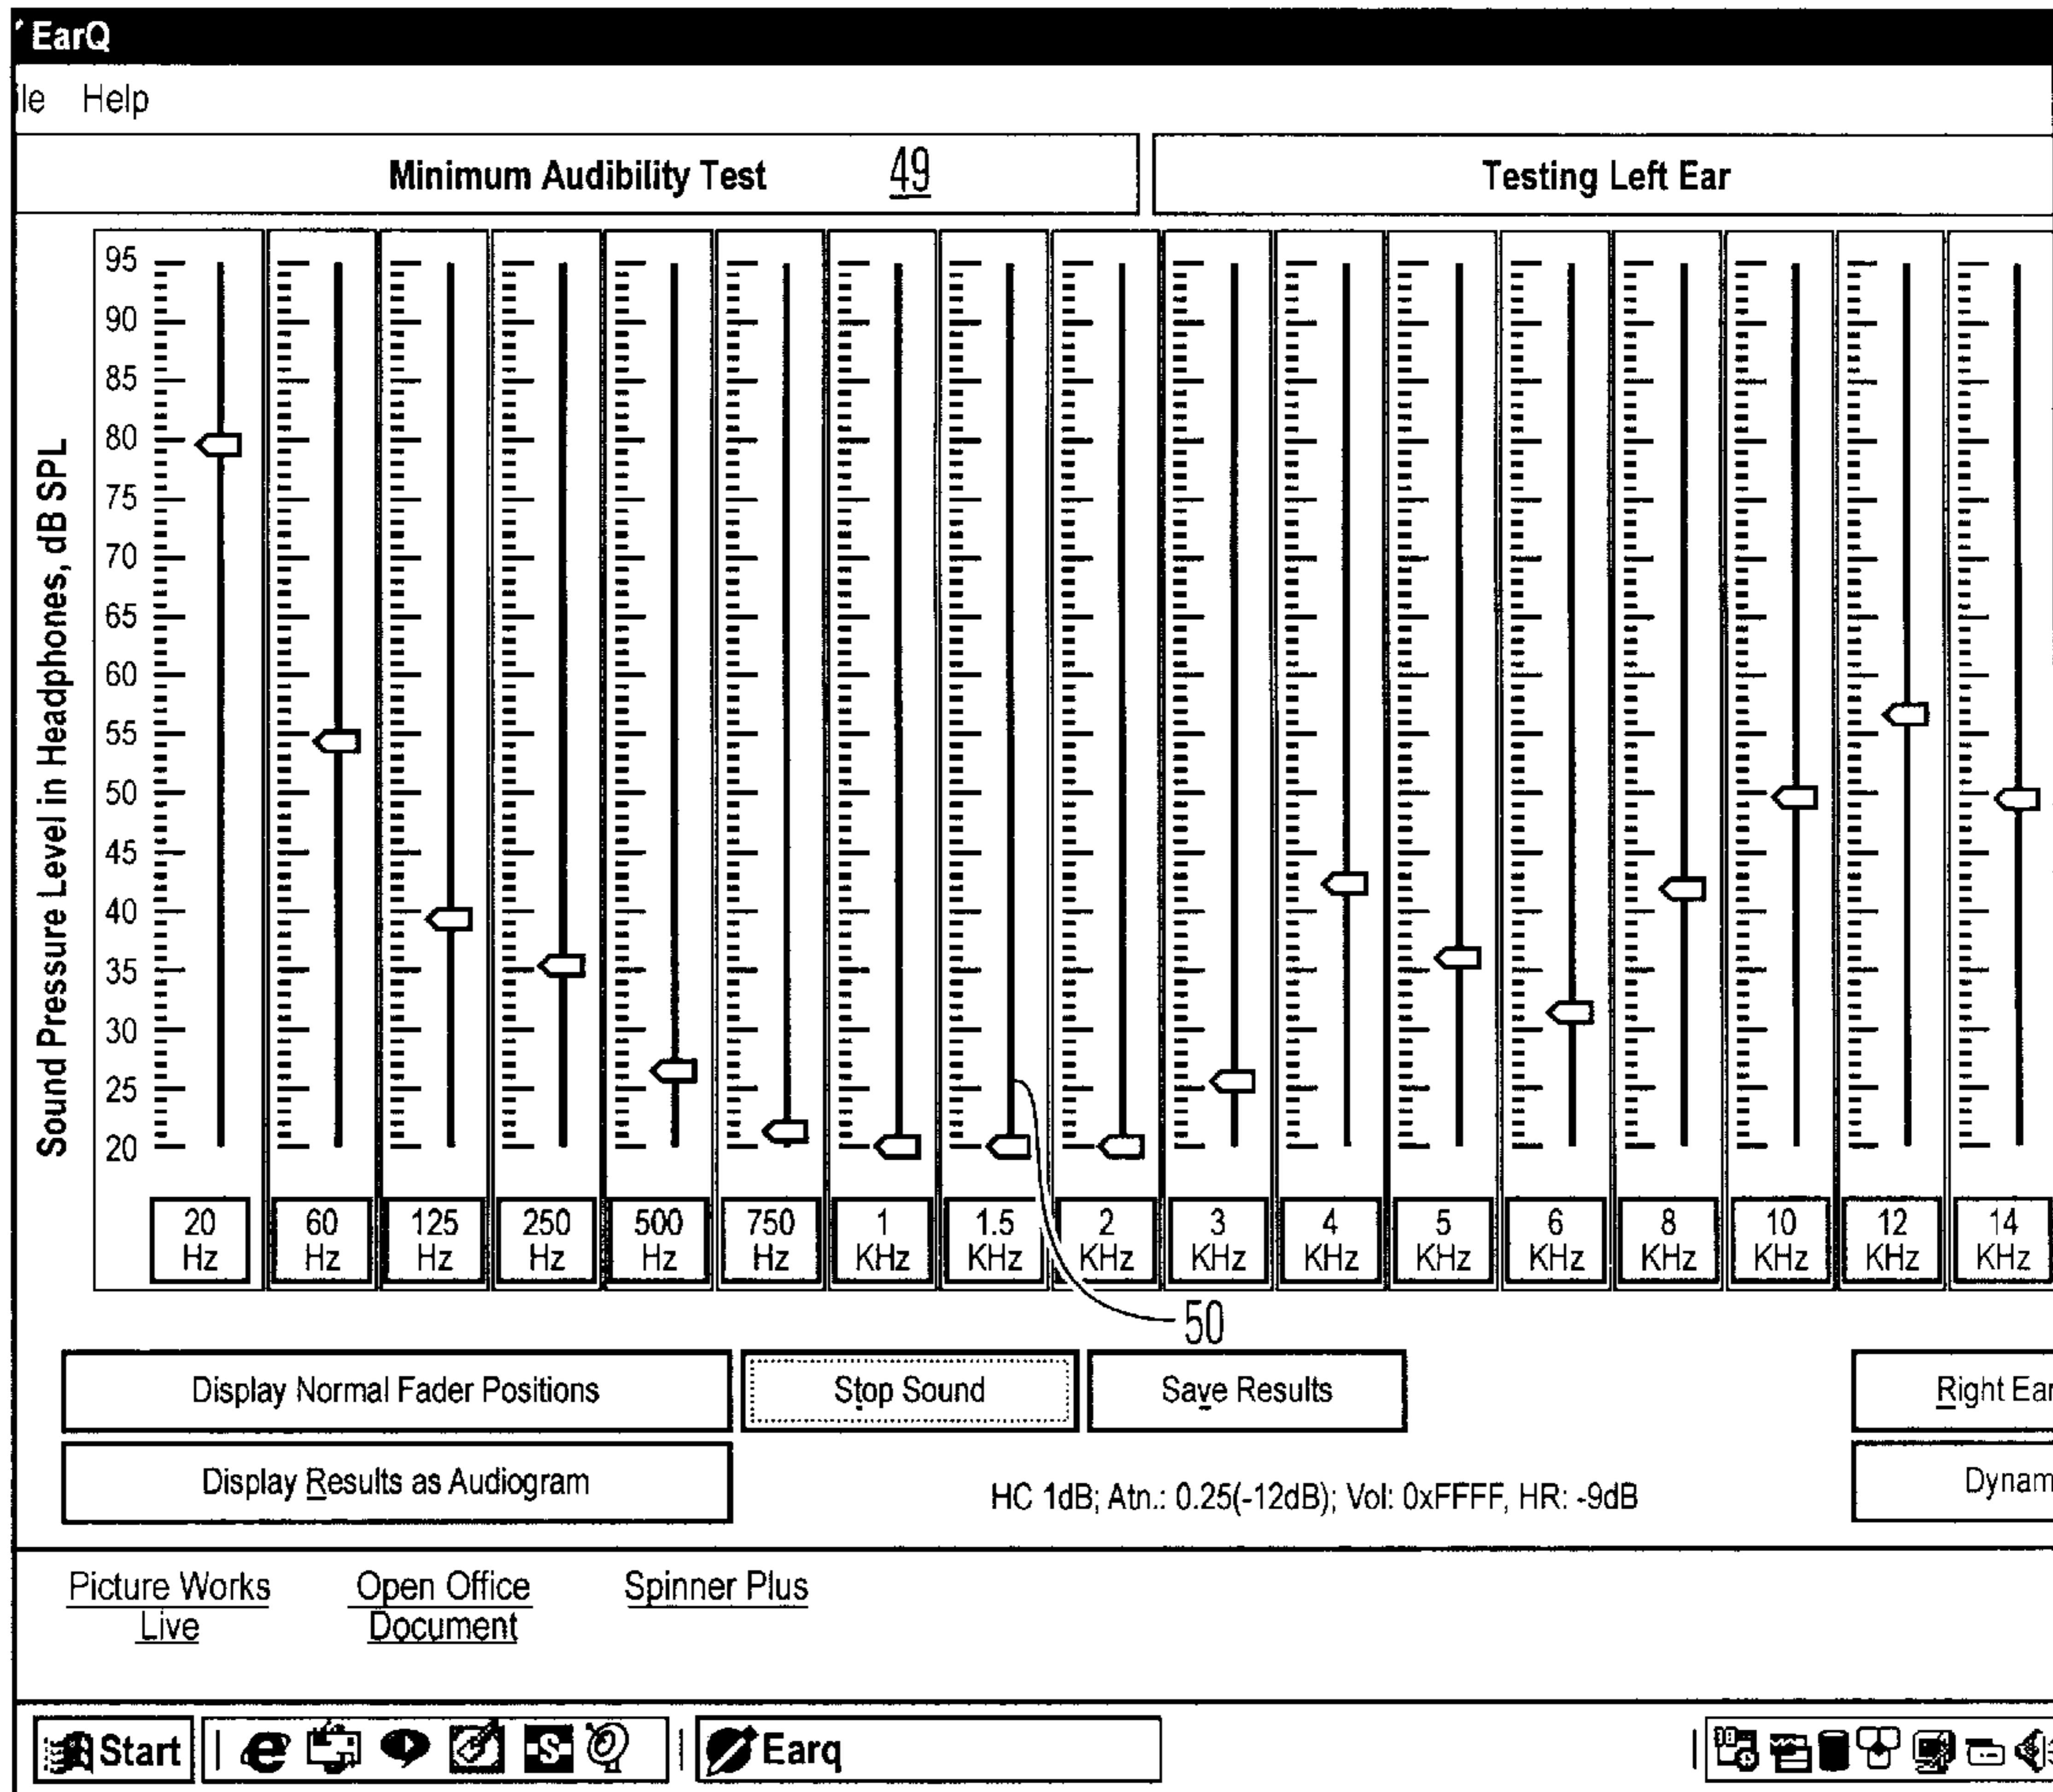 EarQ
ile Help
Minimum Audibility Test 49 Testing Left Ear
Sound Pressure Level in Headphones, dB SPL
95
90
85
80
75
70
65
60
55
50
45
40
35
30
25
20
20 Hz
60 Hz
125 Hz
250 Hz
500 Hz
750 Hz
1 KHz
1.5 KHz
2 KHz
3 KHz
4 KHz
5 KHz
6 KHz
8 KHz
10 KHz
12 KHz
14 KHz
50
Display Normal Fader Positions Stop Sound Save Results Right Ear
Display Results as Audiogram HC 1dB; Atn.: 0.25(-12dB); Vol: 0xFFFF, HR: -9dB Dynam
Picture Works Open Office Spinner Plus
Live Document
Start Earq